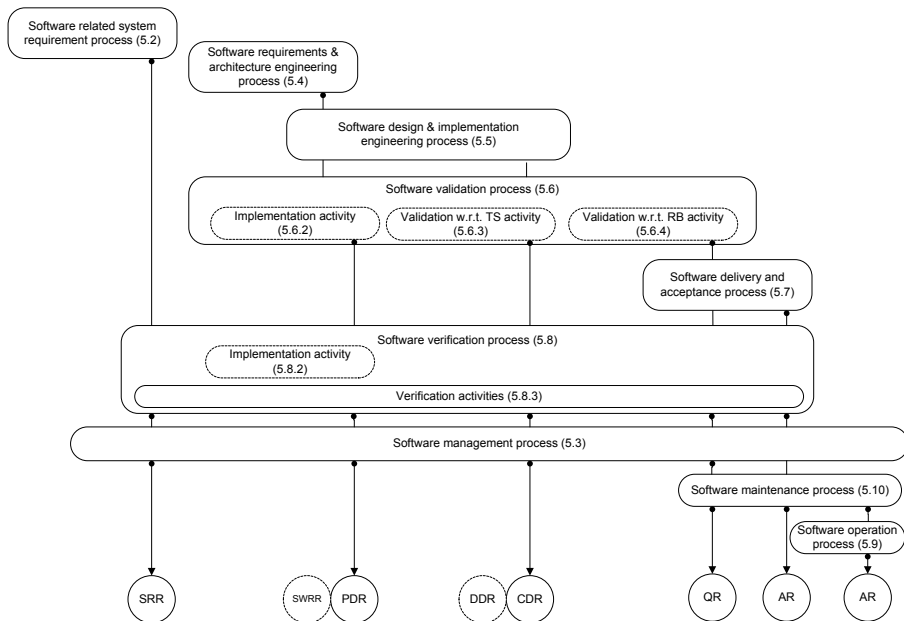 Software related system
requirement process (5.2)
Software requirements &
architecture engineering
process (5.4)
Software design & implementation
engineering process (5.5)
Software validation process (5.6)
Implementation activity
(5.6.2)
Validation w.r.t. TS activity
(5.6.3)
Validation w.r.t. RB activity
(5.6.4)
Software delivery and
acceptance process (5.7)
Software verification process (5.8)
Implementation activity
(5.8.2)
Verification activities (5.8.3)
Software management process (5.3)
Software maintenance process (5.10)
Software operation
process (5.9)
SRR
SWRR
PDR
DDR
CDR
QR
AR
AR